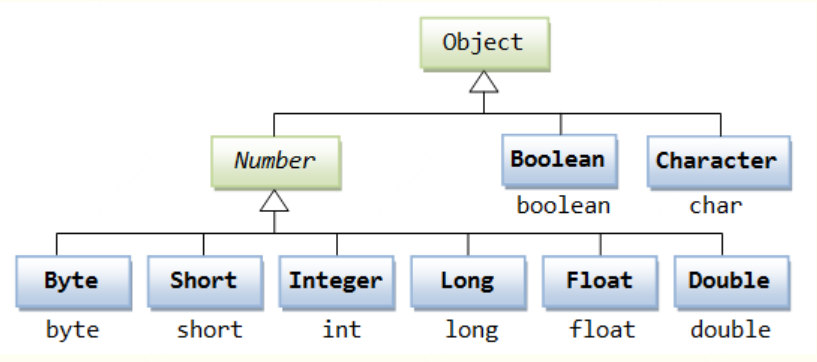 Object
Number Boolean Character
boolean char
Byte Short Integer Long Float Double
byte short int long float double